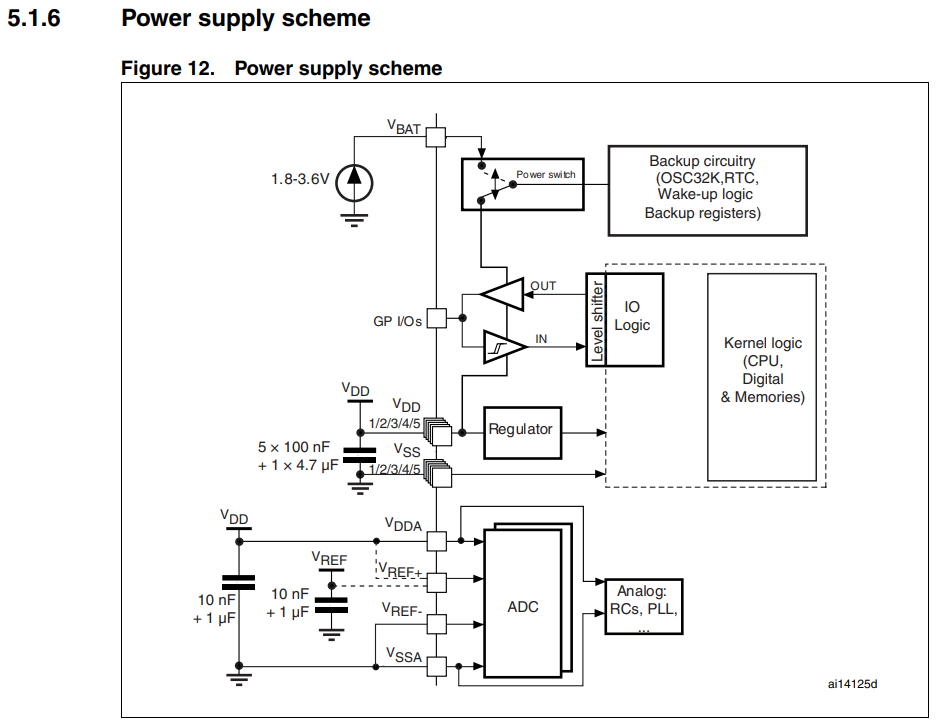 5.1.6 Power supply scheme
Figure 12. Power supply scheme
VBAT
1.8-3.6V
Power switch
Backup circuitry
(OSC32K,RTC,
Wake-up logic
Backup registers)
OUT
GP I/Os
IN
Level shifter
IO
Logic
Kernel logic
(CPU,
Digital
& Memories)
VDD
VDD
1/2/3/4/5
Regulator
5 × 100 nF
+ 1 × 4.7 µF
VSS
1/2/3/4/5
VDD
VDDA
VREF
VREF+
10 nF
+ 1 µF
10 nF
+ 1 µF
VREF-
ADC
Analog:
RCs, PLL,
...
VSSA
ai14125d